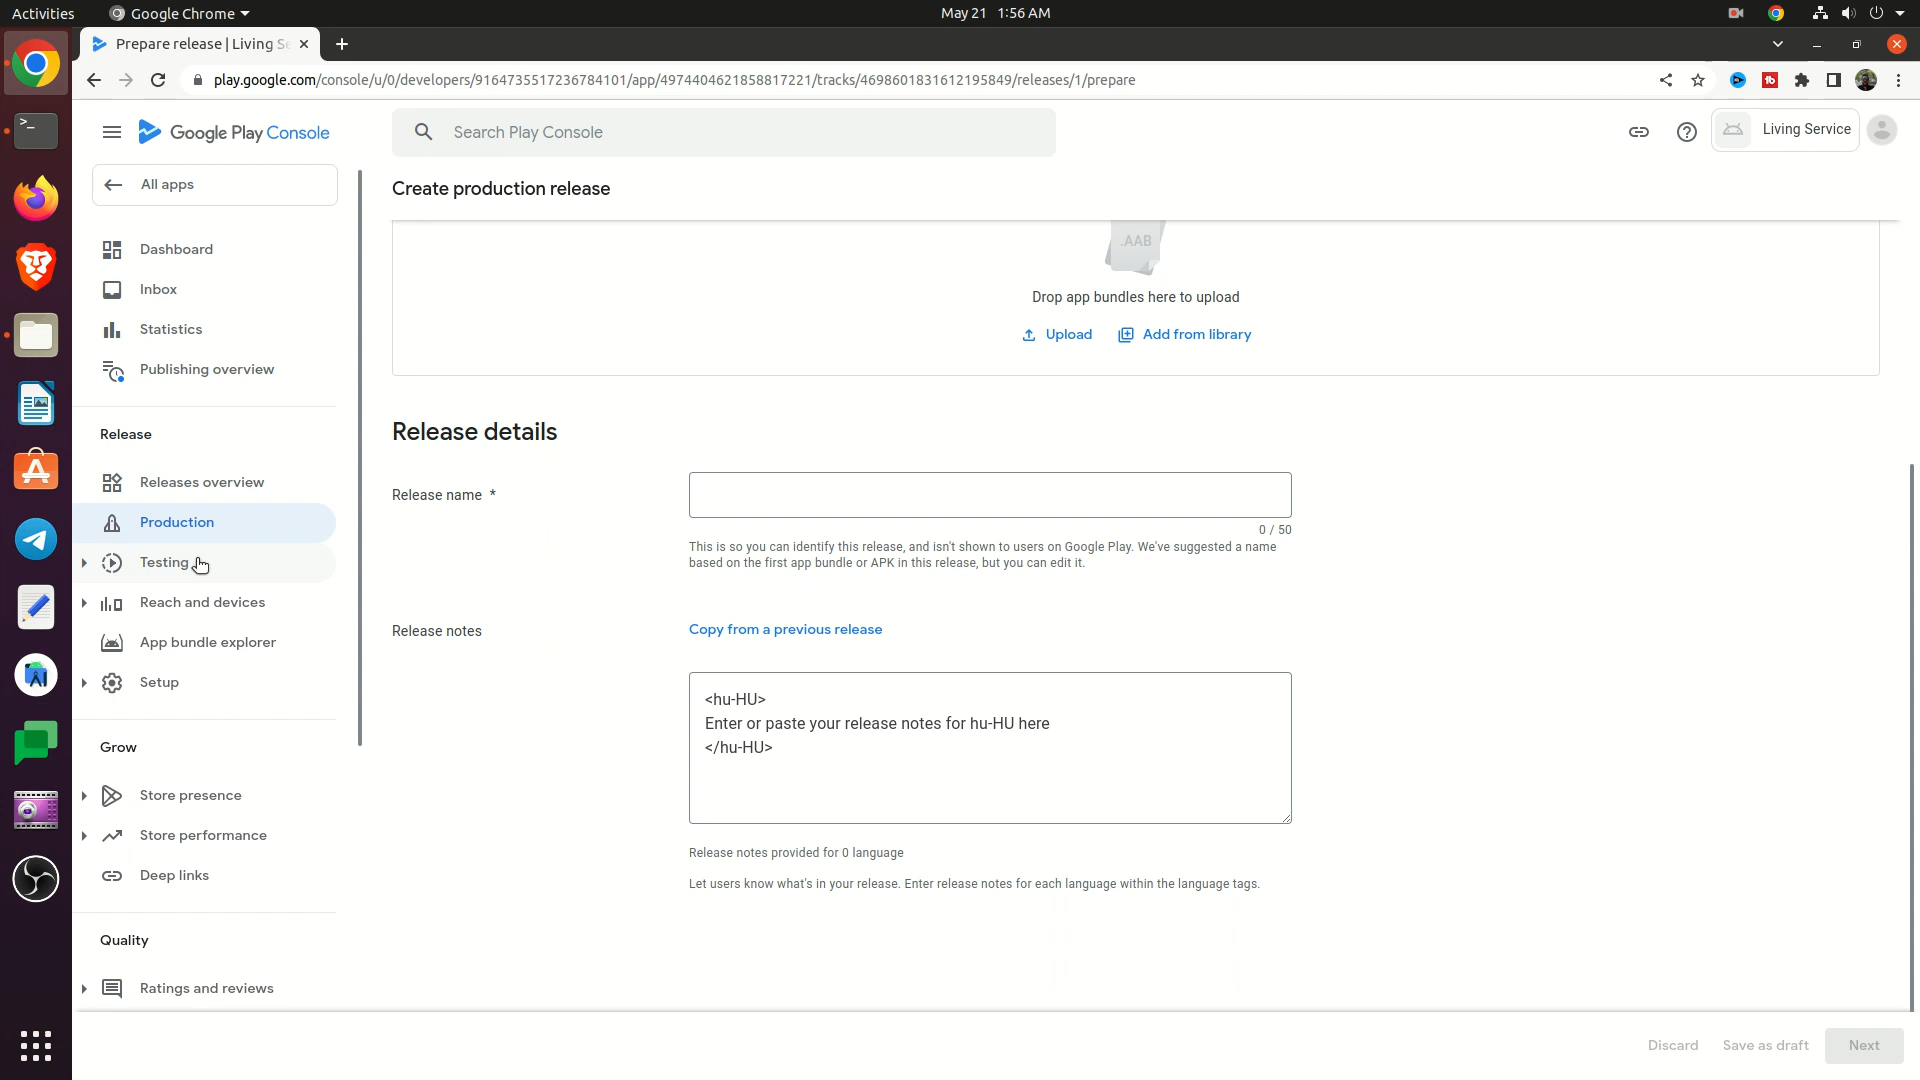 Activities
Google Chrome
May 21 1:56 AM
Prepare release | Living Se
play.google.com/console/u/0/developers/9164735517236784101/app/4974404621858817221/tracks/4698601831612195849/releases/1/prepare
Google Play Console
Search Play Console
Living Service
All apps
Create production release
Dashboard
Inbox
Statistics
Publishing overview
Release
Releases overview
Production
Testing
Reach and devices
App bundle explorer
Setup
Grow
Store presence
Store performance
Deep links
Quality
Ratings and reviews
.AAB
Drop app bundles here to upload
Upload
Add from library
Release details
Release name *
0 / 50
This is so you can identify this release, and isn't shown to users on Google Play. We've suggested a name
based on the first app bundle or APK in this release, but you can edit it.
Release notes
Copy from a previous release
<hu-HU>
Enter or paste your release notes for hu-HU here
</hu-HU>
Release notes provided for 0 language
Let users know what's in your release. Enter release notes for each language within the language tags.
Discard
Save as draft
Next